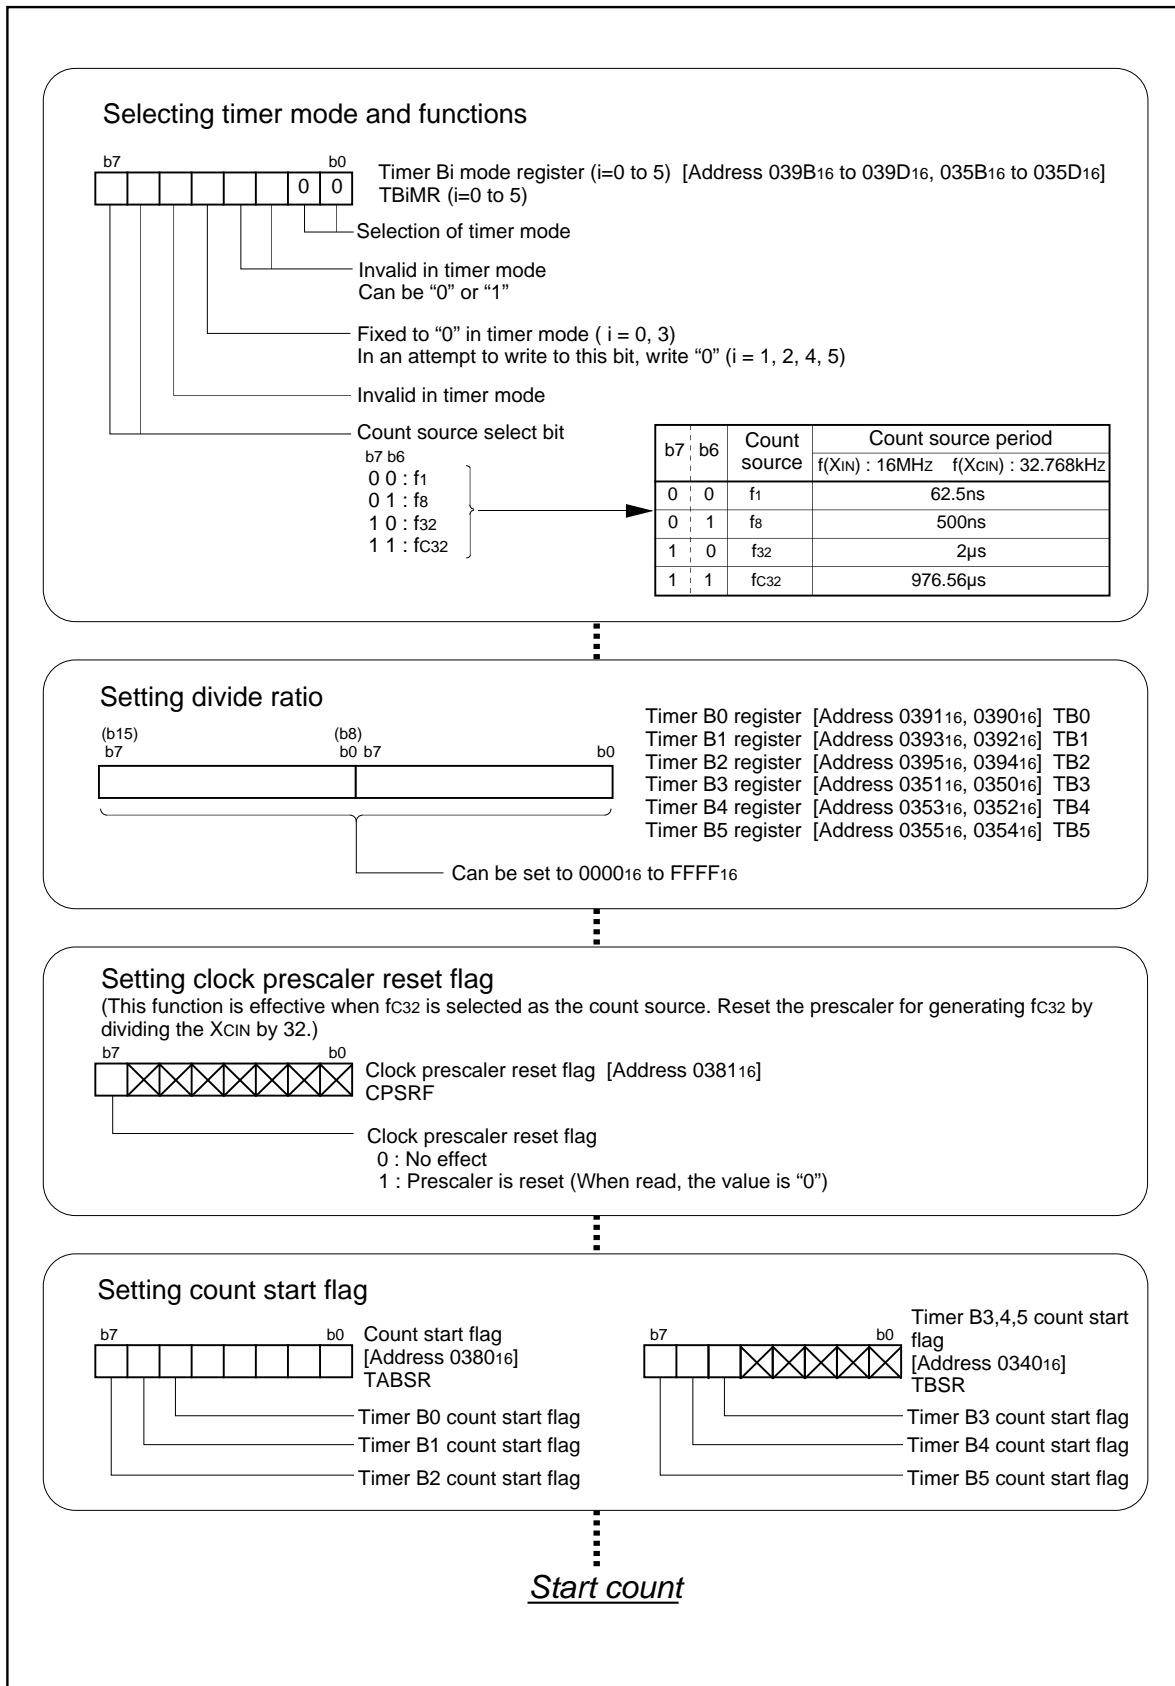 Selecting timer mode and functions
b7 b0
0 0
Timer Bi mode register (i=0 to 5) [Address 039B16 to 039D16, 035B16 to 035D16]
TBiMR (i=0 to 5)
Selection of timer mode
Invalid in timer mode
Can be “0” or “1”
Fixed to “0” in timer mode ( i = 0, 3)
In an attempt to write to this bit, write “0” (i = 1, 2, 4, 5)
Invalid in timer mode
Count source select bit
b7 b6
0 0 : f1
0 1 : f8
1 0 : f32
1 1 : fC32
b7 b6 Count source Count source period
f(XIN) : 16MHz f(XCIN) : 32.768kHz
0 0 f1 62.5ns
0 1 f8 500ns
1 0 f32 2µs
1 1 fC32 976.56µs
Setting divide ratio
(b15) (b8)
b7 b0 b7 b0
Timer B0 register [Address 039116, 039016] TB0
Timer B1 register [Address 039316, 039216] TB1
Timer B2 register [Address 039516, 039416] TB2
Timer B3 register [Address 035116, 035016] TB3
Timer B4 register [Address 035316, 035216] TB4
Timer B5 register [Address 035516, 035416] TB5
Can be set to 000016 to FFFF16
Setting clock prescaler reset flag
(This function is effective when fC32 is selected as the count source. Reset the prescaler for generating fC32 by
dividing the XCIN by 32.)
b7 b0
Clock prescaler reset flag [Address 038116]
CPSRF
Clock prescaler reset flag
0 : No effect
1 : Prescaler is reset (When read, the value is “0”)
Setting count start flag
b7 b0
Count start flag
[Address 038016]
TABSR
Timer B0 count start flag
Timer B1 count start flag
Timer B2 count start flag
b7 b0
Timer B3,4,5 count start
flag
[Address 034016]
TBSR
Timer B3 count start flag
Timer B4 count start flag
Timer B5 count start flag
Start count